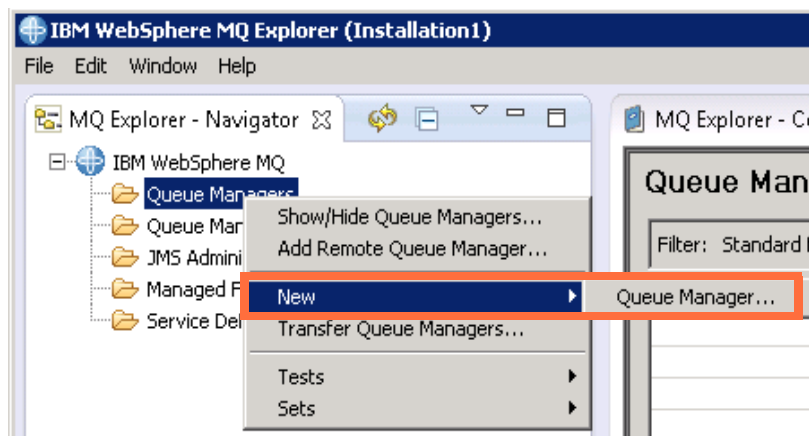 IBM WebSphere MQ Explorer (Installation1)
File Edit Window Help
MQ Explorer - Navigator
MQ Explorer - C
IBM WebSphere MQ
Queue Managers
Queue Man
JMS Admini
Managed F
Service Del
Show/Hide Queue Managers...
Add Remote Queue Manager...
New
Queue Manager...
Transfer Queue Managers...
Tests
Sets
Queue Man
Filter: Standard